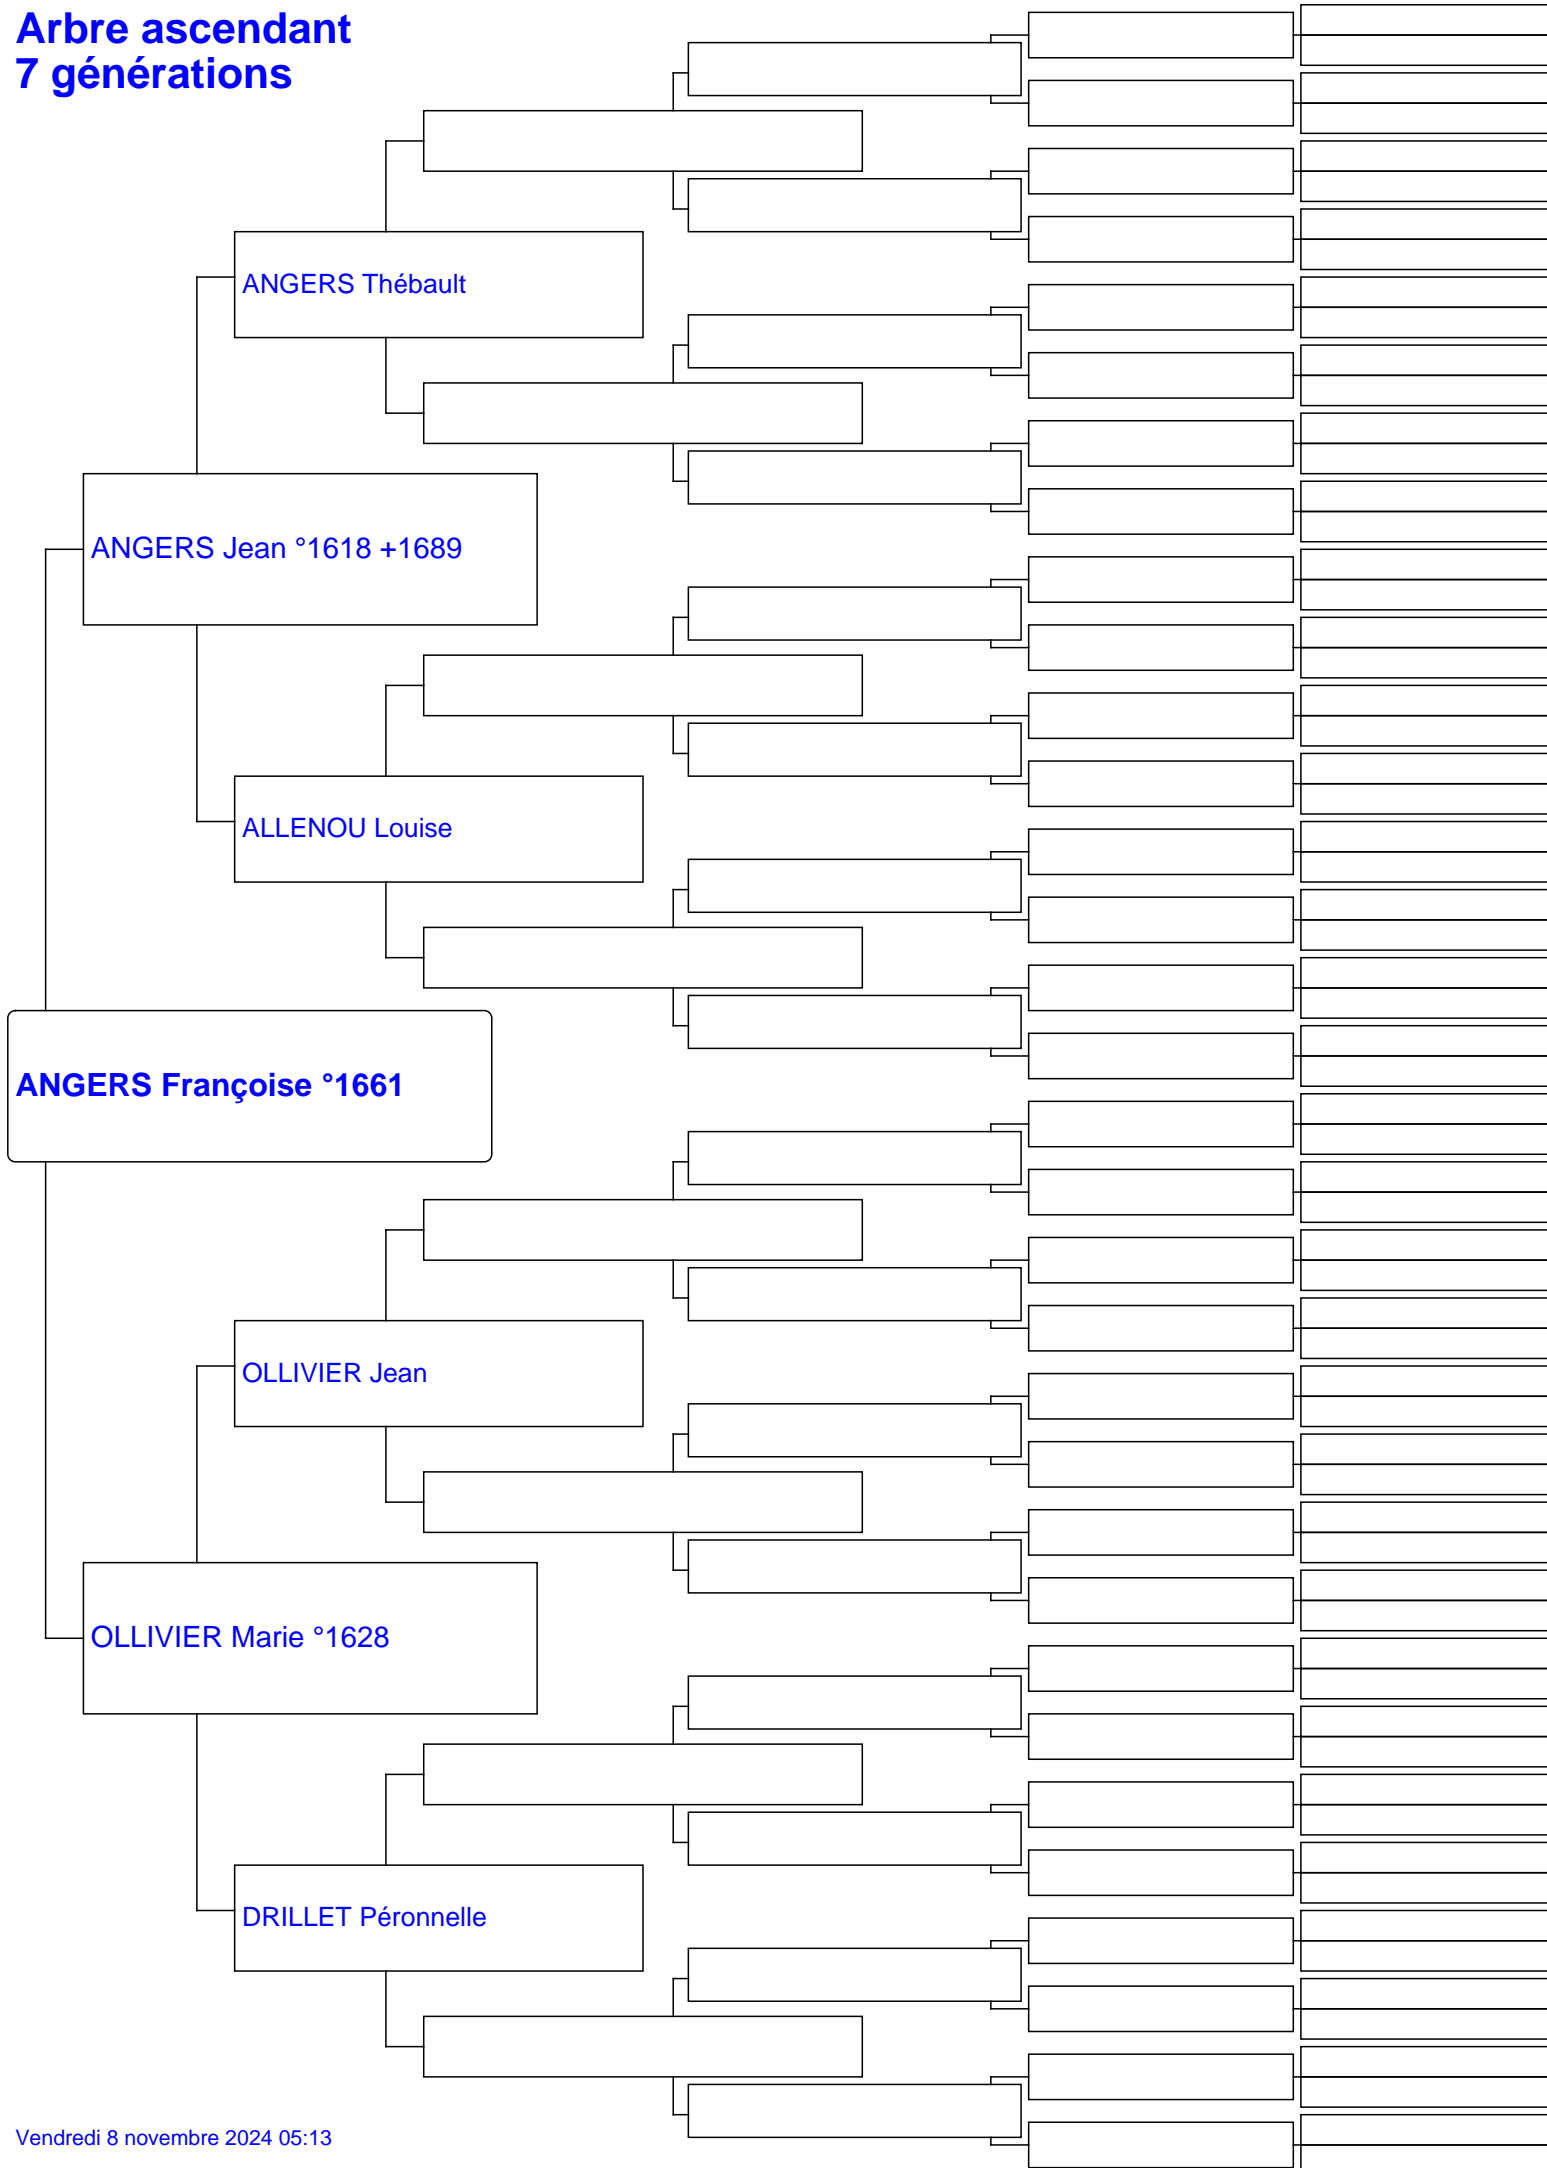 Arbre ascendant
7 générations
ANGERS Thébault
ANGERS Jean °1618 +1689
ALLENOU Louise
ANGERS Françoise °1661
OLLIVIER Jean
OLLIVIER Marie °1628
DRILLET Péronnelle
Vendredi 8 novembre 2024 05:13